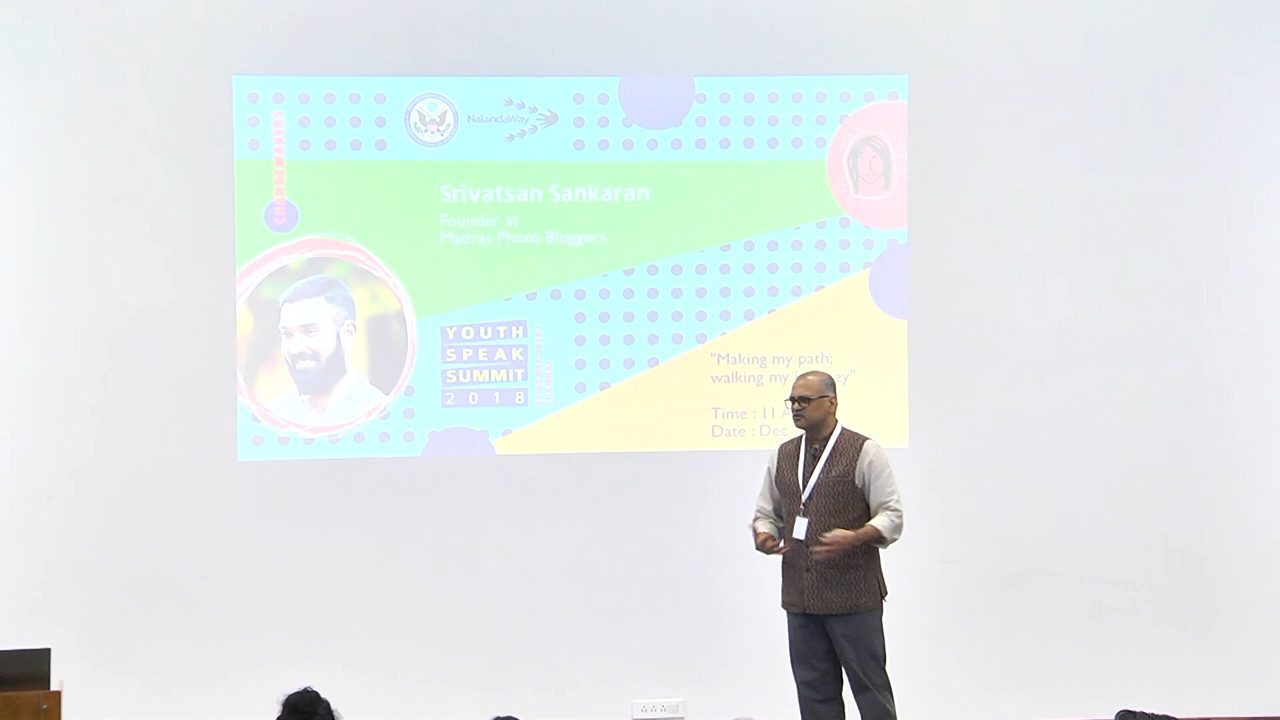 CHANGEMAKERS
NalandaWay
Srivatsan Sankaran
Founder at
Madras Photo Bloggers
YOUTH
SPEAK
SUMMIT
2018
"Making my path;
walking my
Time : 11 A
Date : Dec